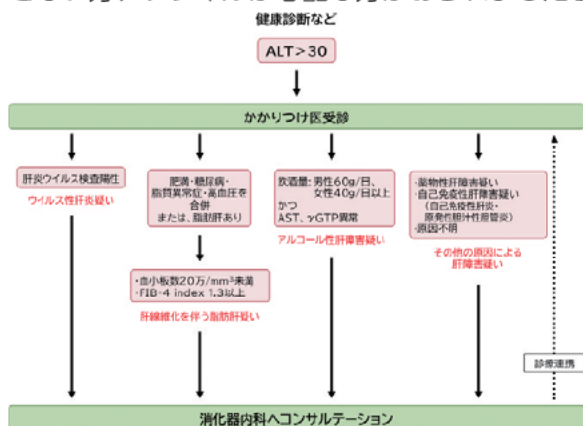 健康診断など
ALT>30
かかりつけ医受診
肝炎ウイルス検査陽性
ウイルス性肝炎疑い
肥満・糖尿病・
脂質異常症・高血圧を
合併
または、脂肪肝あり
・血小板数20万/mm³未満
・FIB-4 index 1.3以上
肝線維化を伴う脂肪肝疑い
飲酒量: 男性60g/日、
女性40g/日以上
かつ
AST、γGTP異常
アルコール性肝障害疑い
・薬物性肝障害疑い
・自己免疫性肝障害疑い
（自己免疫性肝炎・
原発性胆汁性胆管炎）
・原因不明
その他の原因による
肝障害疑い
診療連携
消化器内科へコンサルテーション